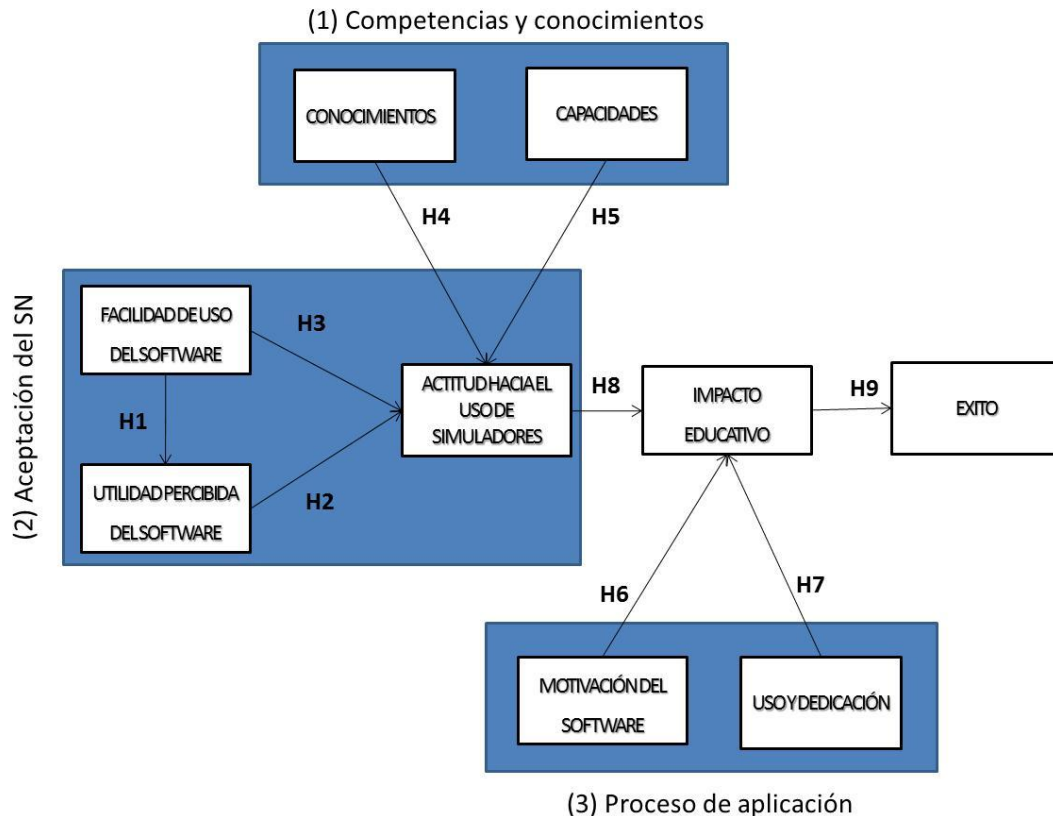 (1) Competencias y conocimientos
CONOCIMIENTOS
CAPACIDADES
H4
H5
(2) Aceptación del SN
FACILIDAD DE USO
DEL SOFTWARE
H3
H1
UTILIDAD PERCIBIDA
DEL SOFTWARE
H2
ACTITUD HACIA EL
USO DE
SIMULADORES
H8
IMPACTO
EDUCATIVO
H9
EXITO
H6
H7
MOTIVACIÓN DEL
SOFTWARE
USO Y DEDICACIÓN
(3) Proceso de aplicación